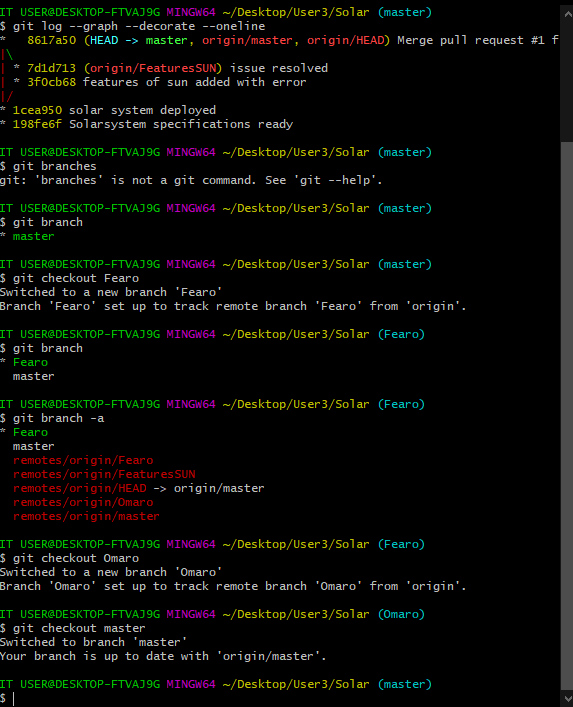 IT USER@DESKTOP-FTVAJ9G MINGW64 ~/Desktop/User3/Solar (master)
$ git log --graph --decorate --oneline
*   8617a50 (HEAD -> master, origin/master, origin/HEAD) Merge pull request #1 f
|\
| * 7d1d713 (origin/FeaturesSUN) issue resolved
| * 3f0cb68 features of sun added with error
|/
* 1cea950 solar system deployed
* 198fe6f Solarsystem specifications ready
IT USER@DESKTOP-FTVAJ9G MINGW64 ~/Desktop/User3/Solar (master)
$ git branches
git: 'branches' is not a git command. See 'git --help'.
IT USER@DESKTOP-FTVAJ9G MINGW64 ~/Desktop/User3/Solar (master)
$ git branch
* master
IT USER@DESKTOP-FTVAJ9G MINGW64 ~/Desktop/User3/Solar (master)
$ git checkout Fearo
Switched to a new branch 'Fearo'
Branch 'Fearo' set up to track remote branch 'Fearo' from 'origin'.
IT USER@DESKTOP-FTVAJ9G MINGW64 ~/Desktop/User3/Solar (Fearo)
$ git branch
* Fearo
  master
IT USER@DESKTOP-FTVAJ9G MINGW64 ~/Desktop/User3/Solar (Fearo)
$ git branch -a
* Fearo
  master
  remotes/origin/Fearo
  remotes/origin/FeaturesSUN
  remotes/origin/HEAD -> origin/master
  remotes/origin/Omaro
  remotes/origin/master
IT USER@DESKTOP-FTVAJ9G MINGW64 ~/Desktop/User3/Solar (Fearo)
$ git checkout Omaro
Switched to a new branch 'Omaro'
Branch 'Omaro' set up to track remote branch 'Omaro' from 'origin'.
IT USER@DESKTOP-FTVAJ9G MINGW64 ~/Desktop/User3/Solar (Omaro)
$ git checkout master
Switched to branch 'master'
Your branch is up to date with 'origin/master'.
IT USER@DESKTOP-FTVAJ9G MINGW64 ~/Desktop/User3/Solar (master)
$